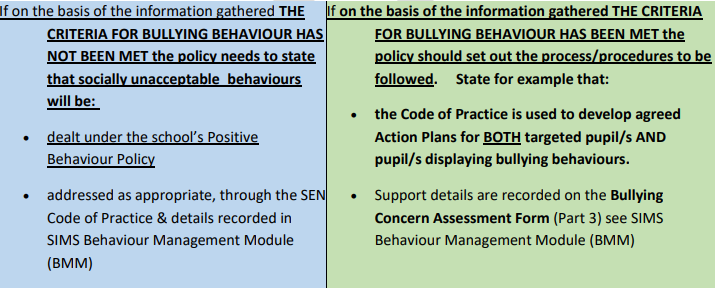 If on the basis of the information gathered THE
CRITERIA FOR BULLYING BEHAVIOUR HAS
NOT BEEN MET the policy needs to state
that socially unacceptable behaviours
will be:
• dealt under the school's Positive
Behaviour Policy
• addressed as appropriate, through the SEN
Code of Practice & details recorded in
SIMS Behaviour Management Module
(BMM)
If on the basis of the information gathered THE CRITERIA
FOR BULLYING BEHAVIOUR HAS BEEN MET the
policy should set out the process/procedures to be
followed. State for example that:
• the Code of Practice is used to develop agreed
Action Plans for BOTH targeted pupil/s AND
pupil/s displaying bullying behaviours.
• Support details are recorded on the Bullying
Concern Assessment Form (Part 3) see SIMS
Behaviour Management Module (BMM)